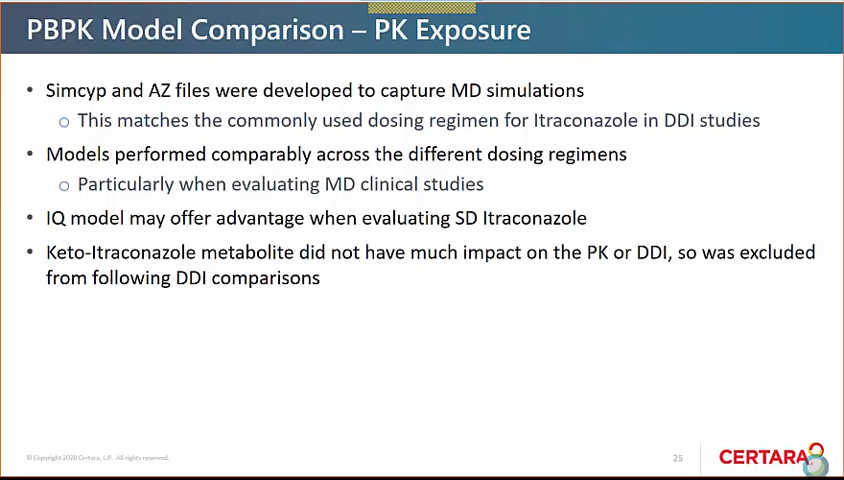 PBPK Model Comparison – PK Exposure
• Simcyp and AZ files were developed to capture MD simulations
o This matches the commonly used dosing regimen for Itraconazole in DDI studies
• Models performed comparably across the different dosing regimens
o Particularly when evaluating MD clinical studies
• IQ model may offer advantage when evaluating SD Itraconazole
• Keto-Itraconazole metabolite did not have much impact on the PK or DDI, so was excluded
from following DDI comparisons
© Copyright 2020 Certara, L.P. All rights reserved.
25
CERTARA